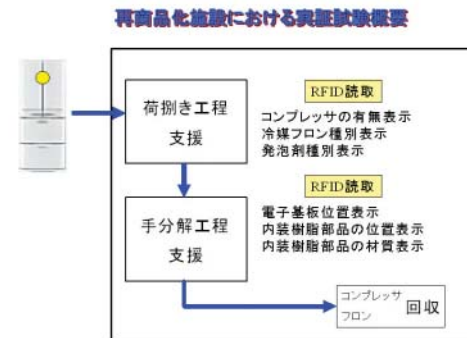 再商品化施設における実証試験概要
荷捌き工程
支援
RFID読取
コンプレッサの有無表示
冷媒フロン種別表示
発泡剤種別表示
手分解工程
支援
RFID読取
電子基板位置表示
内装樹脂部品の位置表示
内装樹脂部品の材質表示
コンプレッサ
フロン
回収